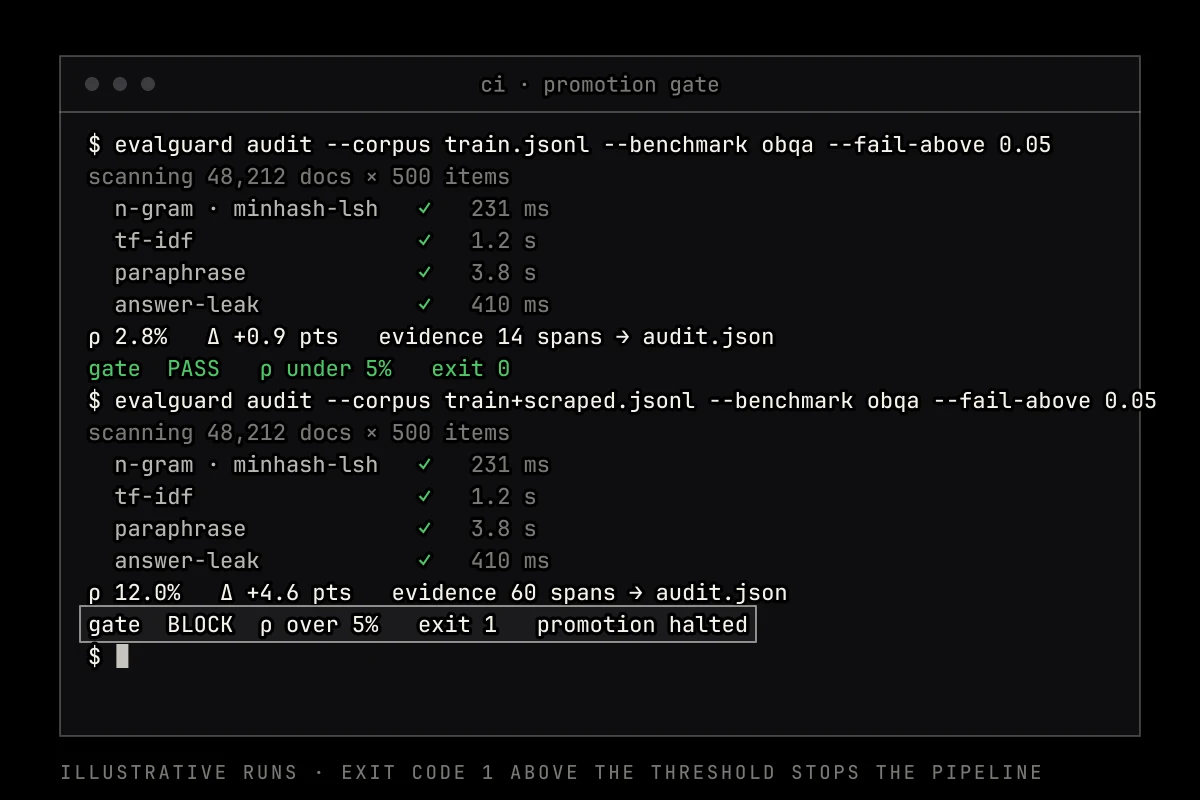 ci · promotion gate
$ evalguard audit --corpus train.jsonl --benchmark obqa --fail-above 0.05
scanning 48,212 docs × 500 items
n-gram · minhash-lsh ✓ 231 ms
tf-idf ✓ 1.2 s
paraphrase ✓ 3.8 s
answer-leak ✓ 410 ms
ρ 2.8% Δ +0.9 pts evidence 14 spans → audit.json
gate PASS ρ under 5% exit 0
$ evalguard audit --corpus train+scraped.jsonl --benchmark obqa --fail-above 0.05
scanning 48,212 docs × 500 items
n-gram · minhash-lsh ✓ 231 ms
tf-idf ✓ 1.2 s
paraphrase ✓ 3.8 s
answer-leak ✓ 410 ms
ρ 12.0% Δ +4.6 pts evidence 60 spans → audit.json
gate BLOCK ρ over 5% exit 1 promotion halted
$
ILLUSTRATIVE RUNS · EXIT CODE 1 ABOVE THE THRESHOLD STOPS THE PIPELINE